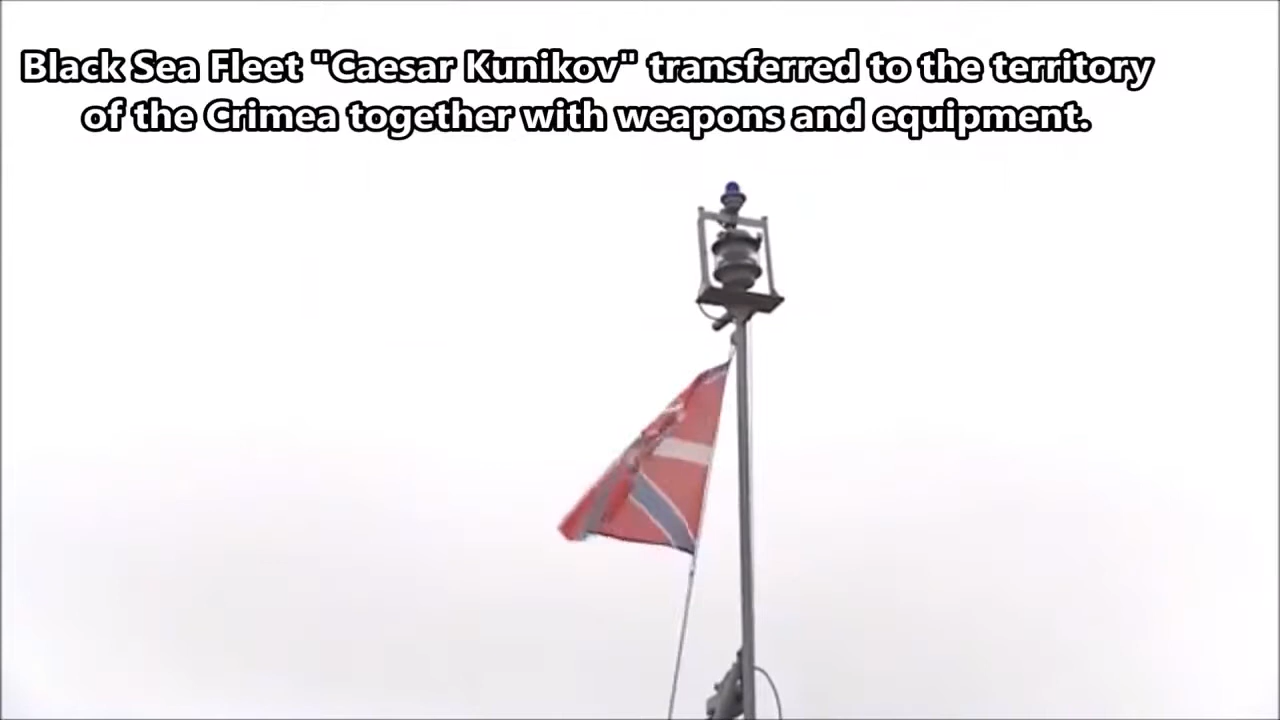 Black Sea Fleet "Caesar Kunikov" transferred to the territory
of the Crimea together with weapons and equipment.